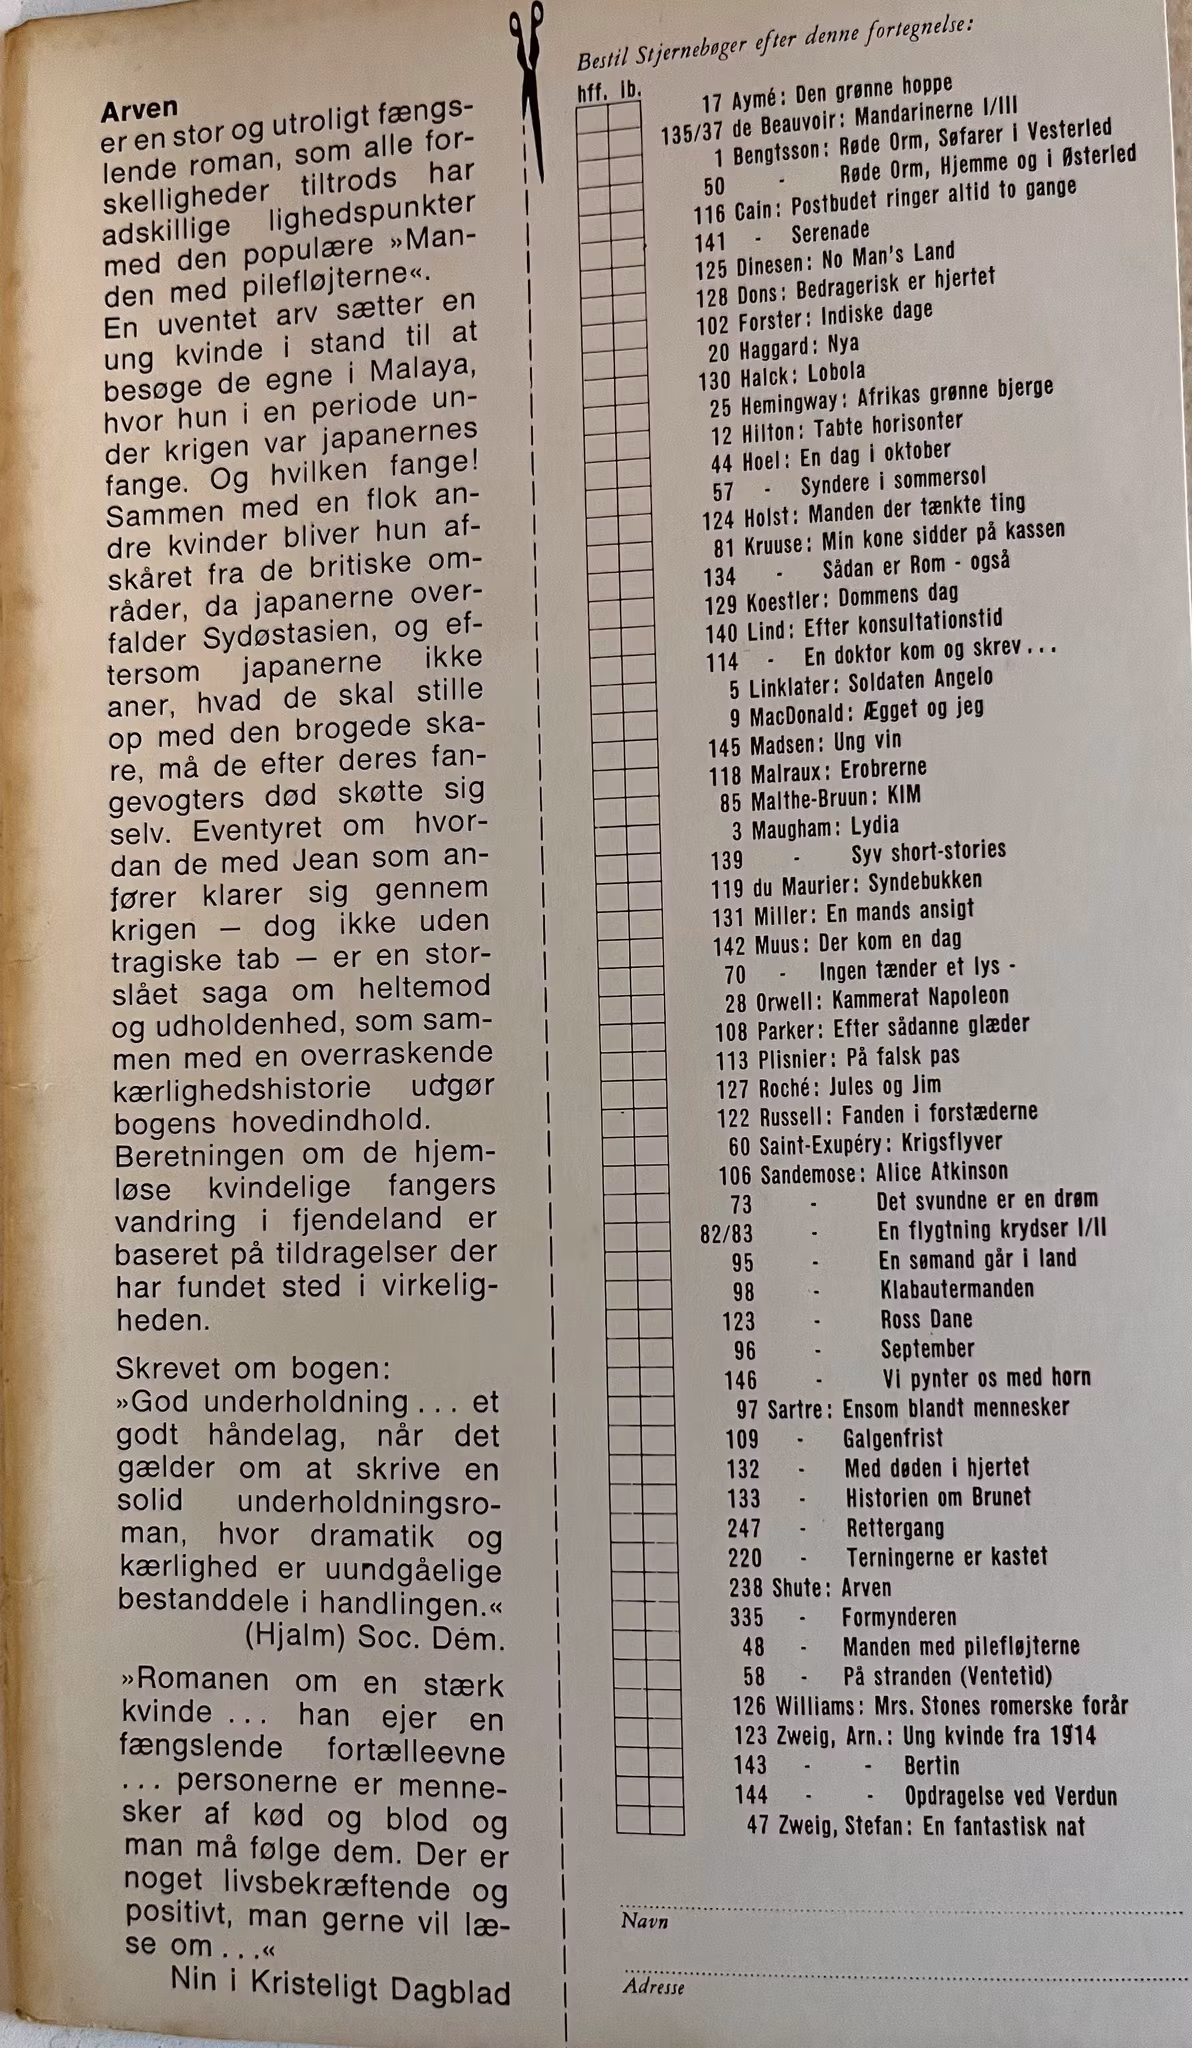 Arven
er en stor og utroligt fængs-
lende roman, som alle for-
skelligheder tiltrods har
adskillige lighedspunkter
med den populære »Man-
den med pilefløjterne«.
En uventet arv sætter en
ung kvinde i stand til at
besøge de egne i Malaya,
hvor hun i en periode un-
der krigen var japanernes
fange. Og hvilken fange!
Sammen med en flok an-
dre kvinder bliver hun af-
skåret fra de britiske om-
råder, da japanerne over-
falder Sydøstasien, og ef-
tersom japanerne ikke
aner, hvad de skal stille
op med den brogede ska-
re, må de efter deres fan-
gevogters død skøtte sig
selv. Eventyret om hvor-
dan de med Jean som an-
fører klarer sig gennem
krigen – dog ikke uden
tragiske tab – er en stor-
slået saga om heltemod
og udholdenhed, som sam-
men med en overraskende
kærlighedshistorie udgør
bogens hovedindhold.
Beretningen om de hjem-
løse kvindelige fangers
vandring i fjendeland er
baseret på tildragelser der
har fundet sted i virkelig-
heden.
Skrevet om bogen:
»God underholdning ... et
godt håndelag, når det
gælder om at skrive en
solid underholdningsro-
man, hvor dramatik og
kærlighed er uundgåelige
bestanddele i handlingen.«
(Hjalm) Soc. Dém.
»Romanen om en stærk
kvinde ... han ejer en
fængslende fortælleevne
... personerne er menne-
sker af kød og blod og
man må følge dem. Der er
noget livsbekræftende og
positivt, man gerne vil læ-
se om ...«
Nin i Kristeligt Dagblad
Bestil Stjernebøger efter denne fortegnelse:
hff. ib.
17 Aymé: Den grønne hoppe
135/37 de Beauvoir: Mandarinerne I/III
1 Bengtsson: Røde Orm, Søfarer i Vesterled
50 - Røde Orm, Hjemme og i Østerled
116 Cain: Postbudet ringer altid to gange
141 - Serenade
125 Dinesen: No Man's Land
128 Dons: Bedragerisk er hjertet
102 Forster: Indiske dage
20 Haggard: Nya
130 Halck: Lobola
25 Hemingway: Afrikas grønne bjerge
12 Hilton: Tabte horisonter
44 Hoel: En dag i oktober
57 - Syndere i sommersol
124 Holst: Manden der tænkte ting
81 Kruuse: Min kone sidder på kassen
134 - Sådan er Rom - også
129 Koestler: Dommens dag
140 Lind: Efter konsultationstid
114 - En doktor kom og skrev...
5 Linklater: Soldaten Angelo
9 MacDonald: Ægget og jeg
145 Madsen: Ung vin
118 Malraux: Erobrerne
85 Malthe-Bruun: KIM
3 Maugham: Lydia
139 - Syv short-stories
119 du Maurier: Syndebukken
131 Miller: En mands ansigt
142 Muus: Der kom en dag
70 - Ingen tænder et lys -
28 Orwell: Kammerat Napoleon
108 Parker: Efter sådanne glæder
113 Plisnier: På falsk pas
127 Roché: Jules og Jim
122 Russell: Fanden i forstæderne
60 Saint-Exupéry: Krigsflyver
106 Sandemose: Alice Atkinson
73 - Det svundne er en drøm
82/83 - En flygtning krydser I/II
95 - En sømand går i land
98 - Klabautermanden
123 - Ross Dane
96 - September
146 - Vi pynter os med horn
97 Sartre: Ensom blandt mennesker
109 - Galgenfrist
132 - Med døden i hjertet
133 - Historien om Brunet
247 - Rettergang
220 - Terningerne er kastet
238 Shute: Arven
335 - Formynderen
48 - Manden med pilefløjterne
58 - På stranden (Ventetid)
126 Williams: Mrs. Stones romerske forår
123 Zweig, Arn.: Ung kvinde fra 1914
143 - - Bertin
144 - - Opdragelse ved Verdun
47 Zweig, Stefan: En fantastisk nat
Navn
Adresse